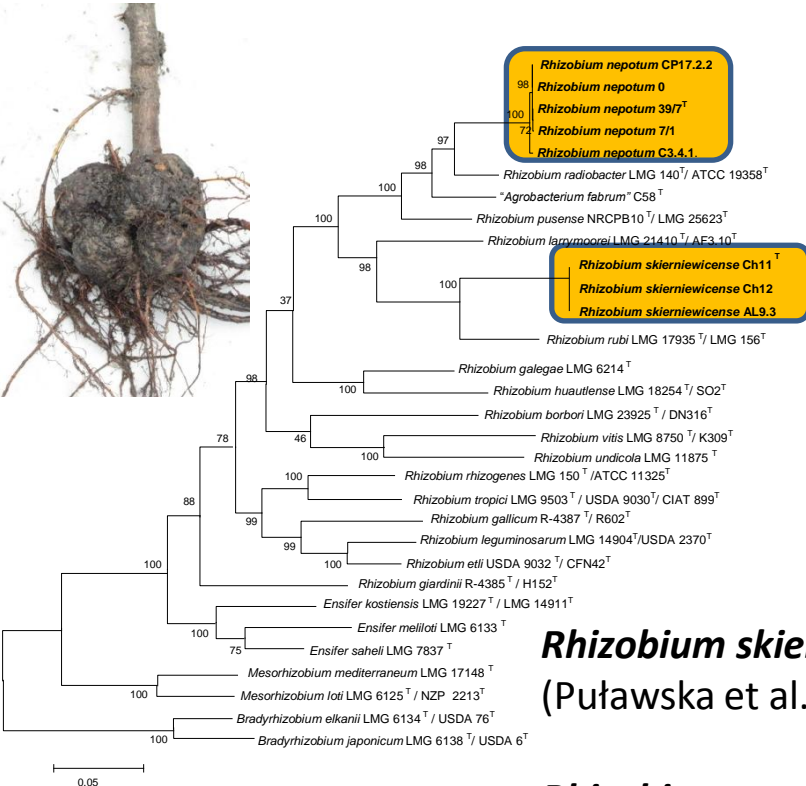 Rhizobium nepotum CP17.2.2
98
Rhizobium nepotum 0
Rhizobium nepotum 39/7T
100
72
Rhizobium nepotum 7/1
Rhizobium nepotum C3.4.1.
97
Rhizobium radiobacter LMG 140T/ ATCC 19358T
98
"Agrobacterium fabrum" C58 T
100
Rhizobium pusense NRCPB10 T/ LMG 25623T
100
Rhizobium larrymoorei LMG 21410 T/ AF3.10T
98
Rhizobium skierniewicense Ch11 T
100
Rhizobium skierniewicense Ch12
Rhizobium skierniewicense AL9.3
37
Rhizobium rubi LMG 17935 T/ LMG 156T
Rhizobium galegae LMG 6214 T
98
100
Rhizobium huautlense LMG 18254 T/ SO2T
Rhizobium borbori LMG 23925 T / DN316T
78
46
Rhizobium vitis LMG 8750 T/ K309T
100
Rhizobium undicola LMG 11875 T
100
Rhizobium rhizogenes LMG 150 T /ATCC 11325T
88
Rhizobium tropici LMG 9503 T / USDA 9030T/ CIAT 899T
99
Rhizobium gallicum R-4387 T / R602T
99
Rhizobium leguminosarum LMG 14904T/USDA 2370T
100
Rhizobium etli USDA 9032 T / CFN42T
100
Rhizobium giardinii R-4385 T / H152T
Ensifer kostiensis LMG 19227 T / LMG 14911T
100
Ensifer meliloti LMG 6133 T
75
Ensifer saheli LMG 7837 T
Rhizobium skier
Mesorhizobium mediterraneum LMG 17148 T
100
Mesorhizobium loti LMG 6125 T / NZP 2213T
(Puławska et al.
Bradyrhizobium elkanii LMG 6134 T / USDA 76T
100
Bradyrhizobium japonicum LMG 6138 T/ USDA 6T
0.05